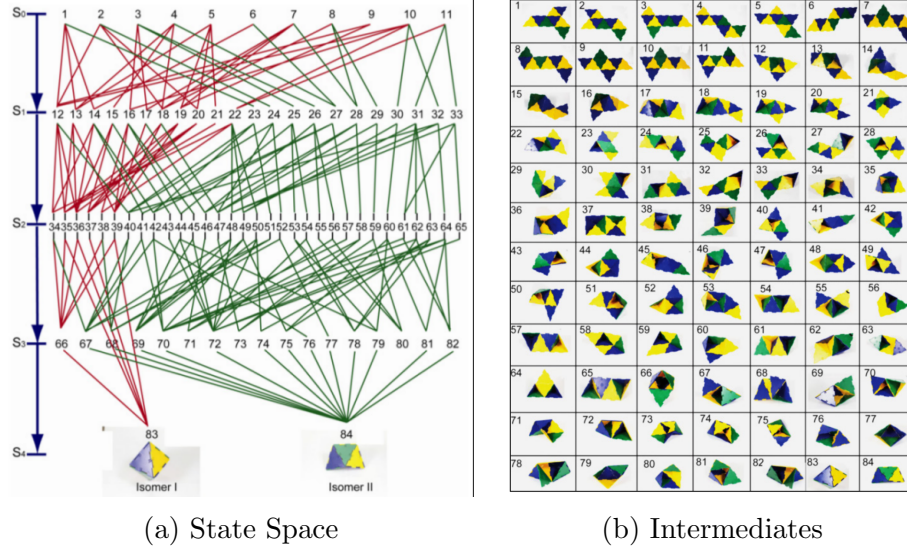 S0 1 2 3 4 5 6 7 8 9 10 11
S1 12 13 14 15 16 17 18 19 20 21 22 23 24 25 26 27 28 29 30 31 32 33
S2 34 35 36 37 38 39 40 41 42 43 44 45 46 47 48 49 50 51 52 53 54 55 56 57 58 59 60 61 62 63 64 65
S3 66 67 68 69 70 71 72 73 74 75 76 77 78 79 80 81 82
83 84
S4
Isomer I Isomer II
(a) State Space
1 2 3 4 5 6 7
8 9 10 11 12 13 14
15 16 17 18 19 20 21
22 23 24 25 26 27 28
29 30 31 32 33 34 35
36 37 38 39 40 41 42
43 44 45 46 47 48 49
50 51 52 53 54 55 56
57 58 59 60 61 62 63
64 65 66 67 68 69 70
71 72 73 74 75 76 77
78 79 80 81 82 83 84
(b) Intermediates